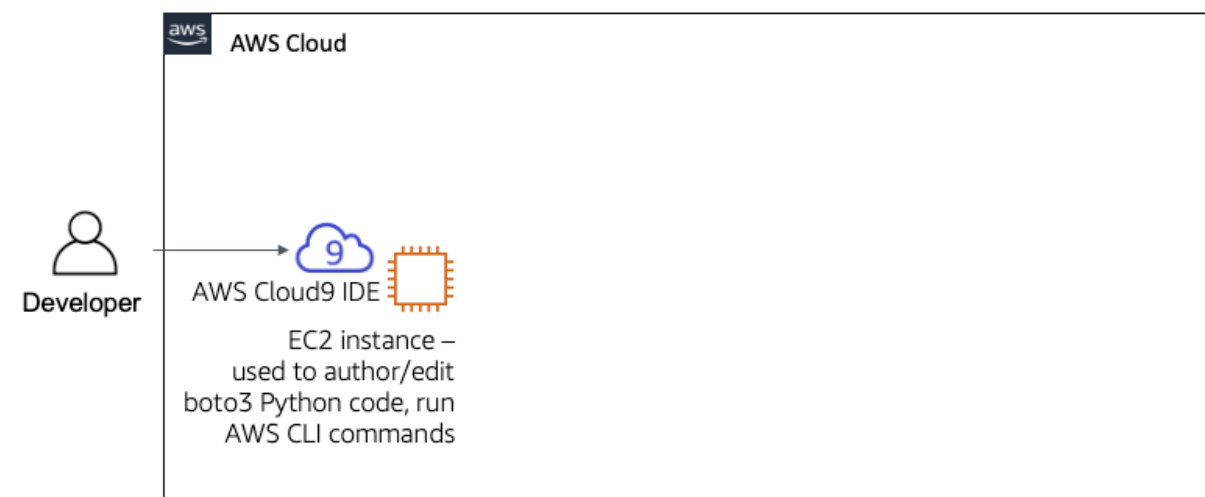 aws
AWS Cloud
9
Developer
AWS Cloud9 IDE
EC2 instance –
used to author/edit
boto3 Python code, run
AWS CLI commands